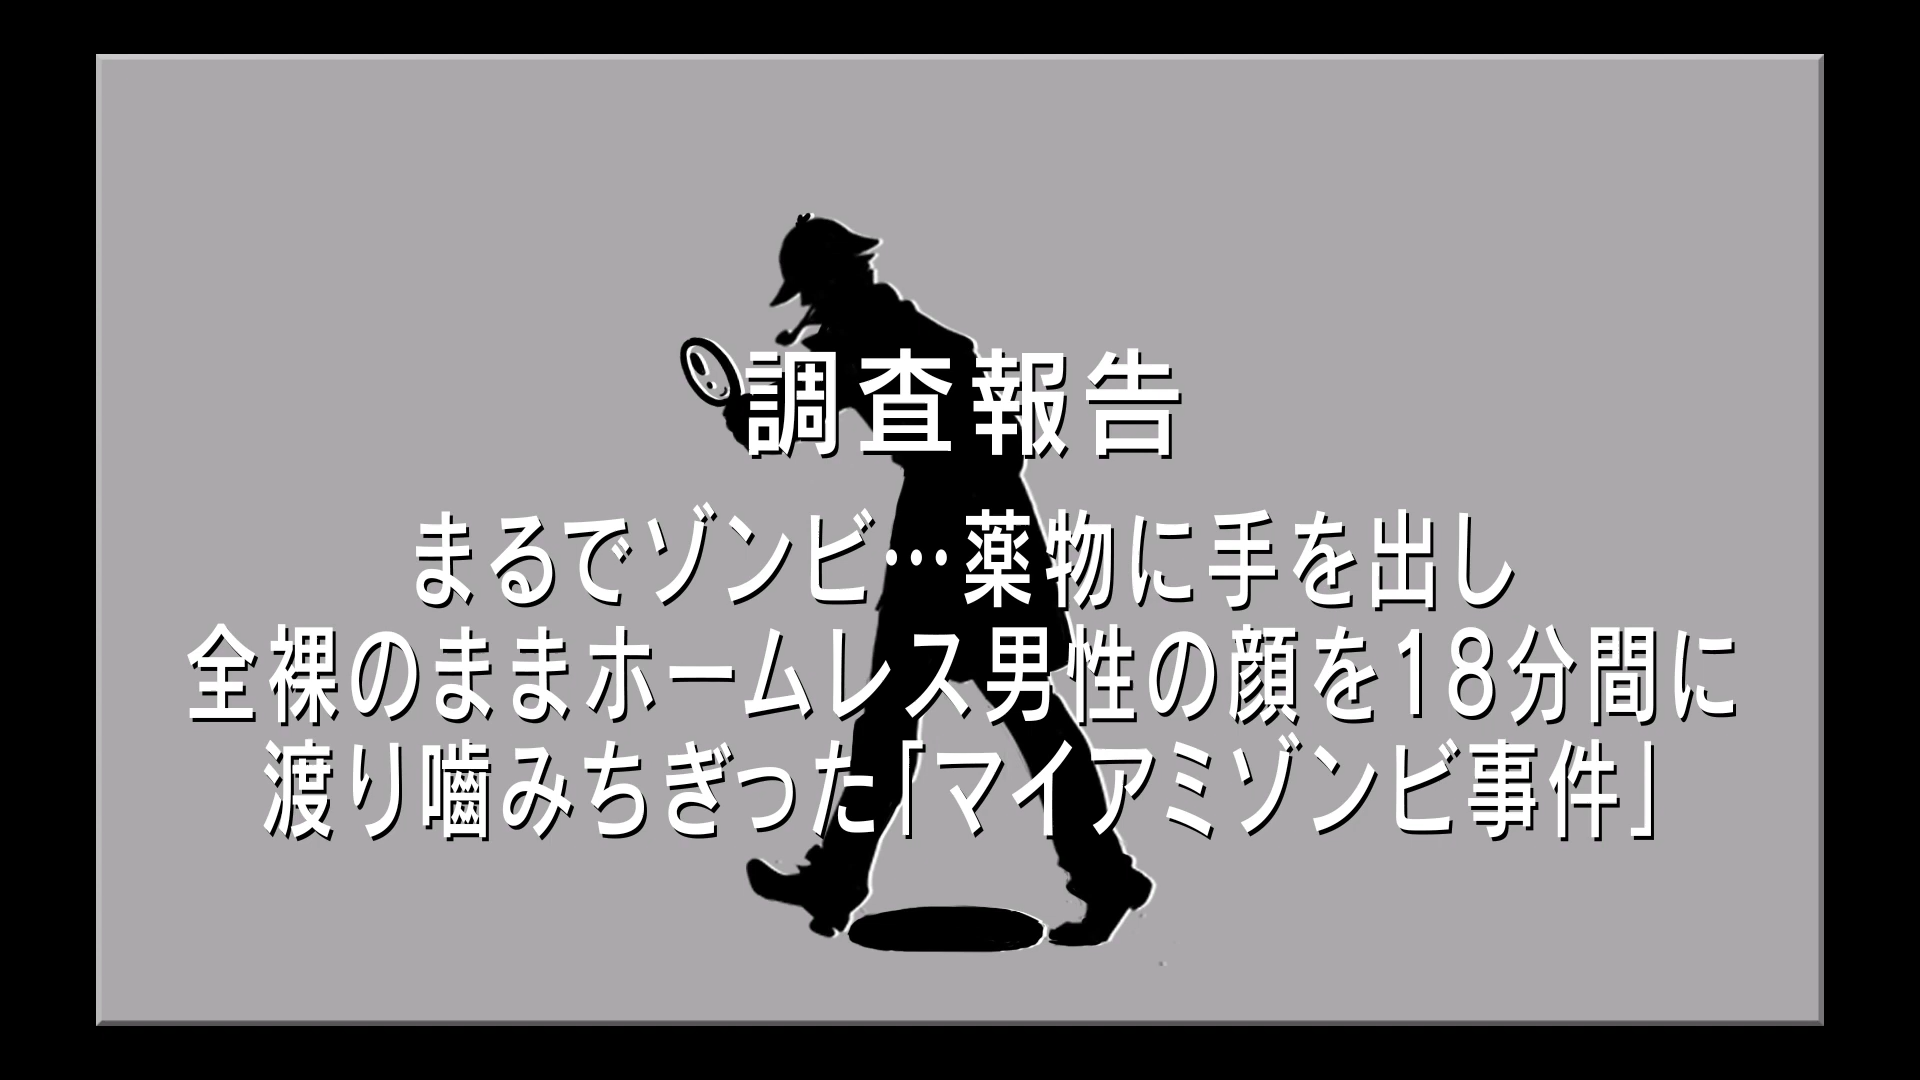 調査報告
まるでゾンビ…薬物に手を出し
全裸のままホームレス男性の顔を18分間に
渡り嚙みちぎった「マイアミゾンビ事件」